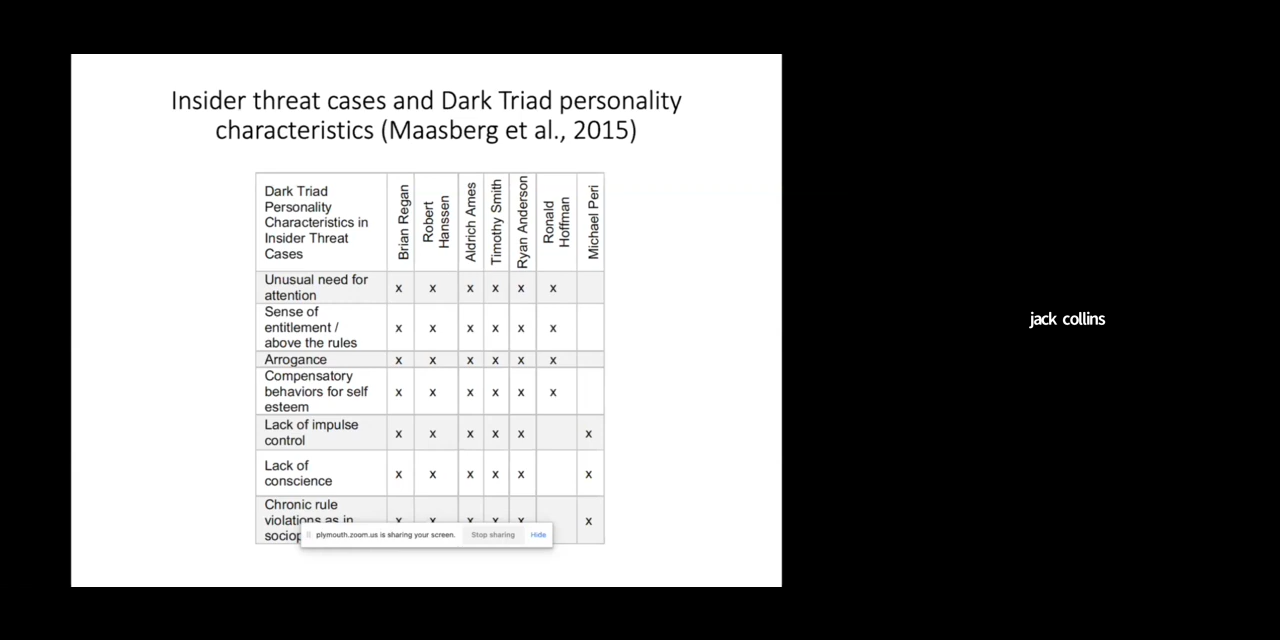 Insider threat cases and Dark Triad personality
characteristics (Maasberg et al., 2015)
Dark Triad
Personality
Characteristics in
Insider Threat
Cases
Brian Regan
Robert
Hanssen
Aldrich Ames
Timothy Smith
Ryan Anderson
Ronald
Hoffman
Michael Peri
Unusual need for
attention
x x x x x x
Sense of
entitlement /
above the rules
x x x x x x
Arrogance x x x x x x
Compensatory
behaviors for self
esteem
x x x x x x
Lack of impulse
control
x x x x x x
Lack of
conscience
x x x x x x
Chronic rule
violations as in
x x x x x x
plymouth.zoom.us is sharing your screen. Stop sharing Hide
jack collins